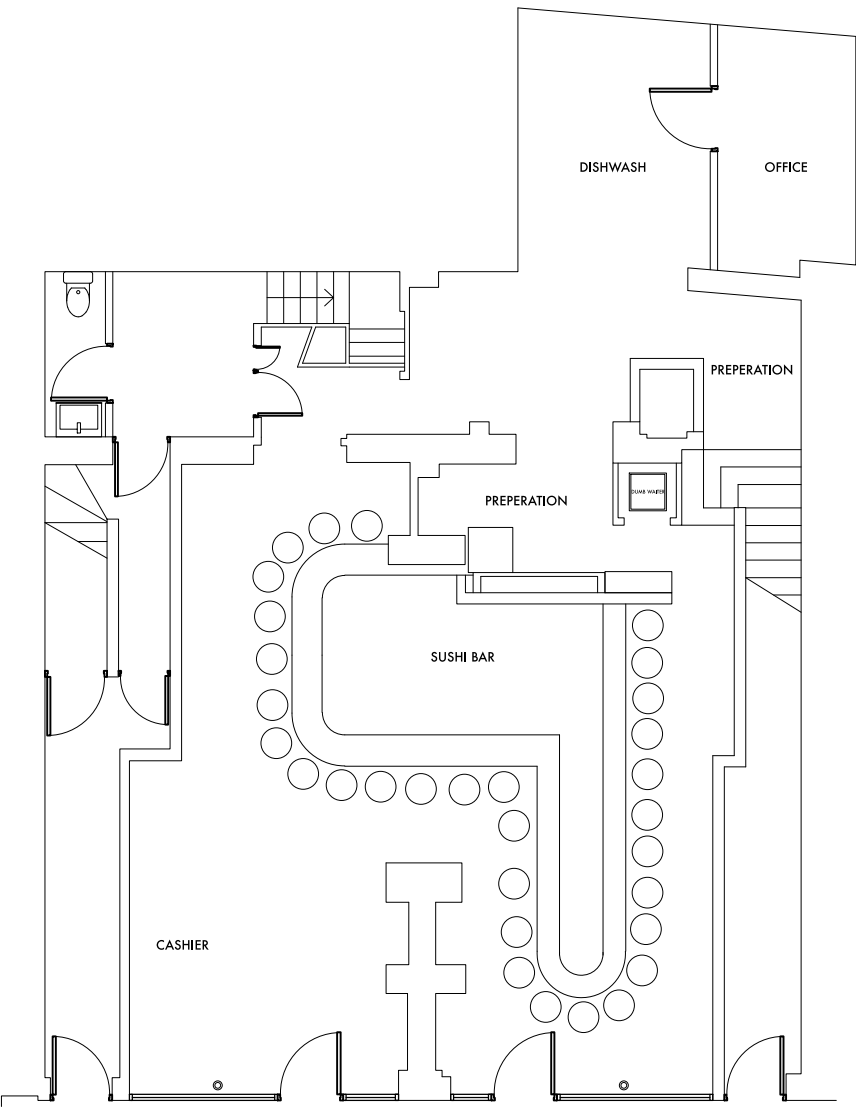 DISHWASH
OFFICE
PREPERATION
DUMB WAITER
PREPERATION
SUSHI BAR
CASHIER